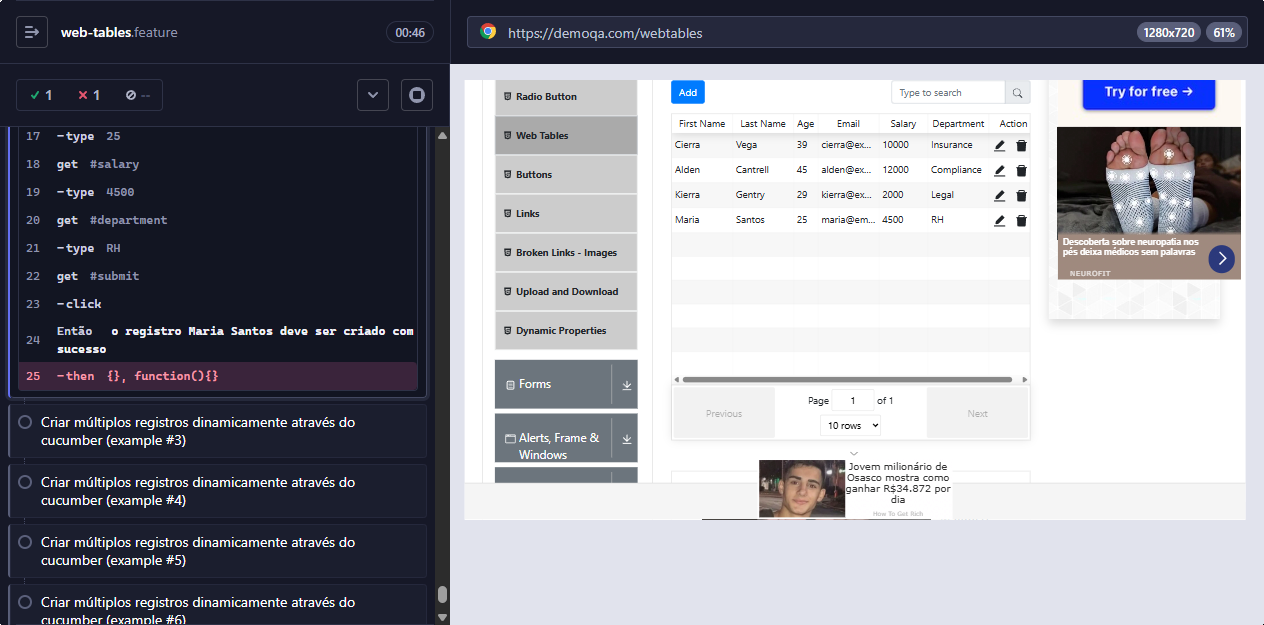 web-tables.feature
00:46
1
1
--
17 -type 25
18 get #salary
19 -type 4500
20 get #department
21 -type RH
22 get #submit
23 -click
24 Então o registro Maria Santos deve ser criado com
sucesso
25 -then {}, function(){}
Criar múltiplos registros dinamicamente através do
cucumber (example #3)
Criar múltiplos registros dinamicamente através do
cucumber (example #4)
Criar múltiplos registros dinamicamente através do
cucumber (example #5)
Criar múltiplos registros dinamicamente através do
cucumber (example #6)
https://demoqa.com/webtables
1280x720
61%
Radio Button
Web Tables
Buttons
Links
Broken Links - Images
Upload and Download
Dynamic Properties
Forms
Alerts, Frame &
Windows
Add
Type to search
First Name Last Name Age Email Salary Department Action
Cierra Vega 39 cierra@ex... 10000 Insurance
Alden Cantrell 45 alden@ex... 12000 Compliance
Kierra Gentry 29 kierra@ex... 2000 Legal
Maria Santos 25 maria@em... 4500 RH
Previous
Page 1 of 1
10 rows
Next
Try for free →
Descoberta sobre neuropatia nos
pés deixa médicos sem palavras
NEUROFIT
Jovem milionário de
Osasco mostra como
ganhar R$34.872 por
dia
How To Get Rich